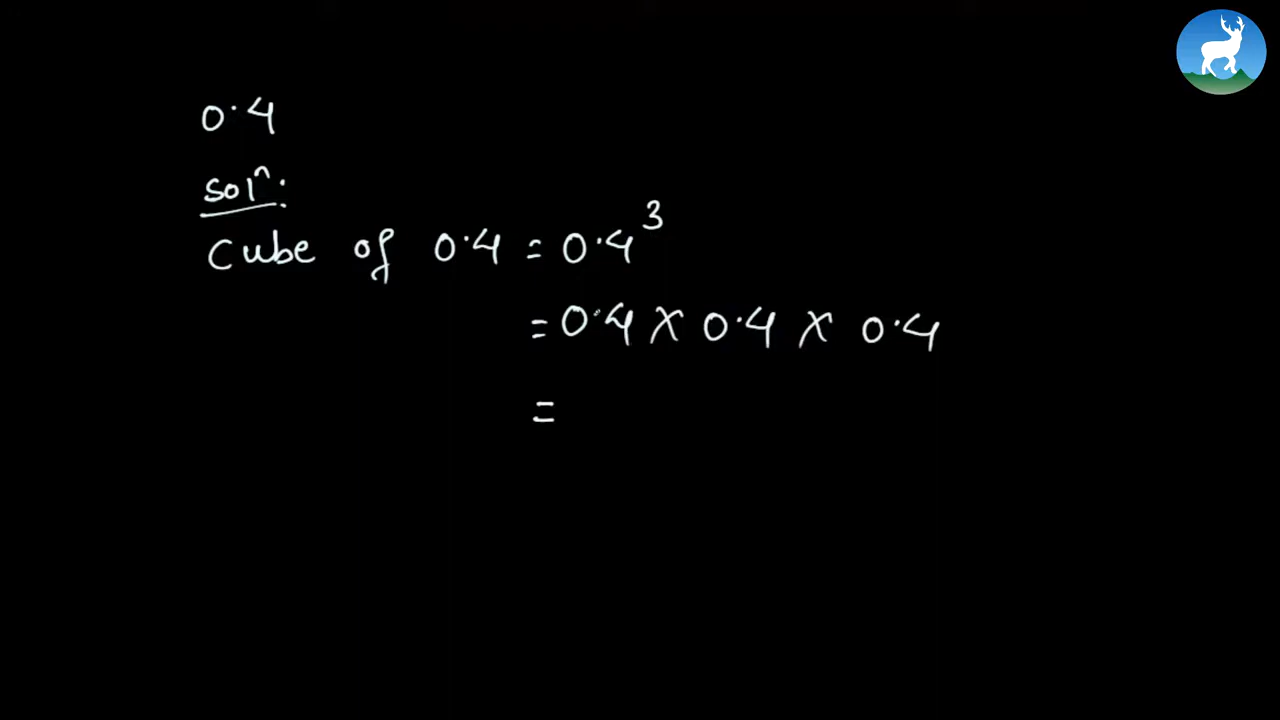 0.4
Solⁿ:
Cube of 0.4 = 0.4³
= 0.4 × 0.4 × 0.4
=